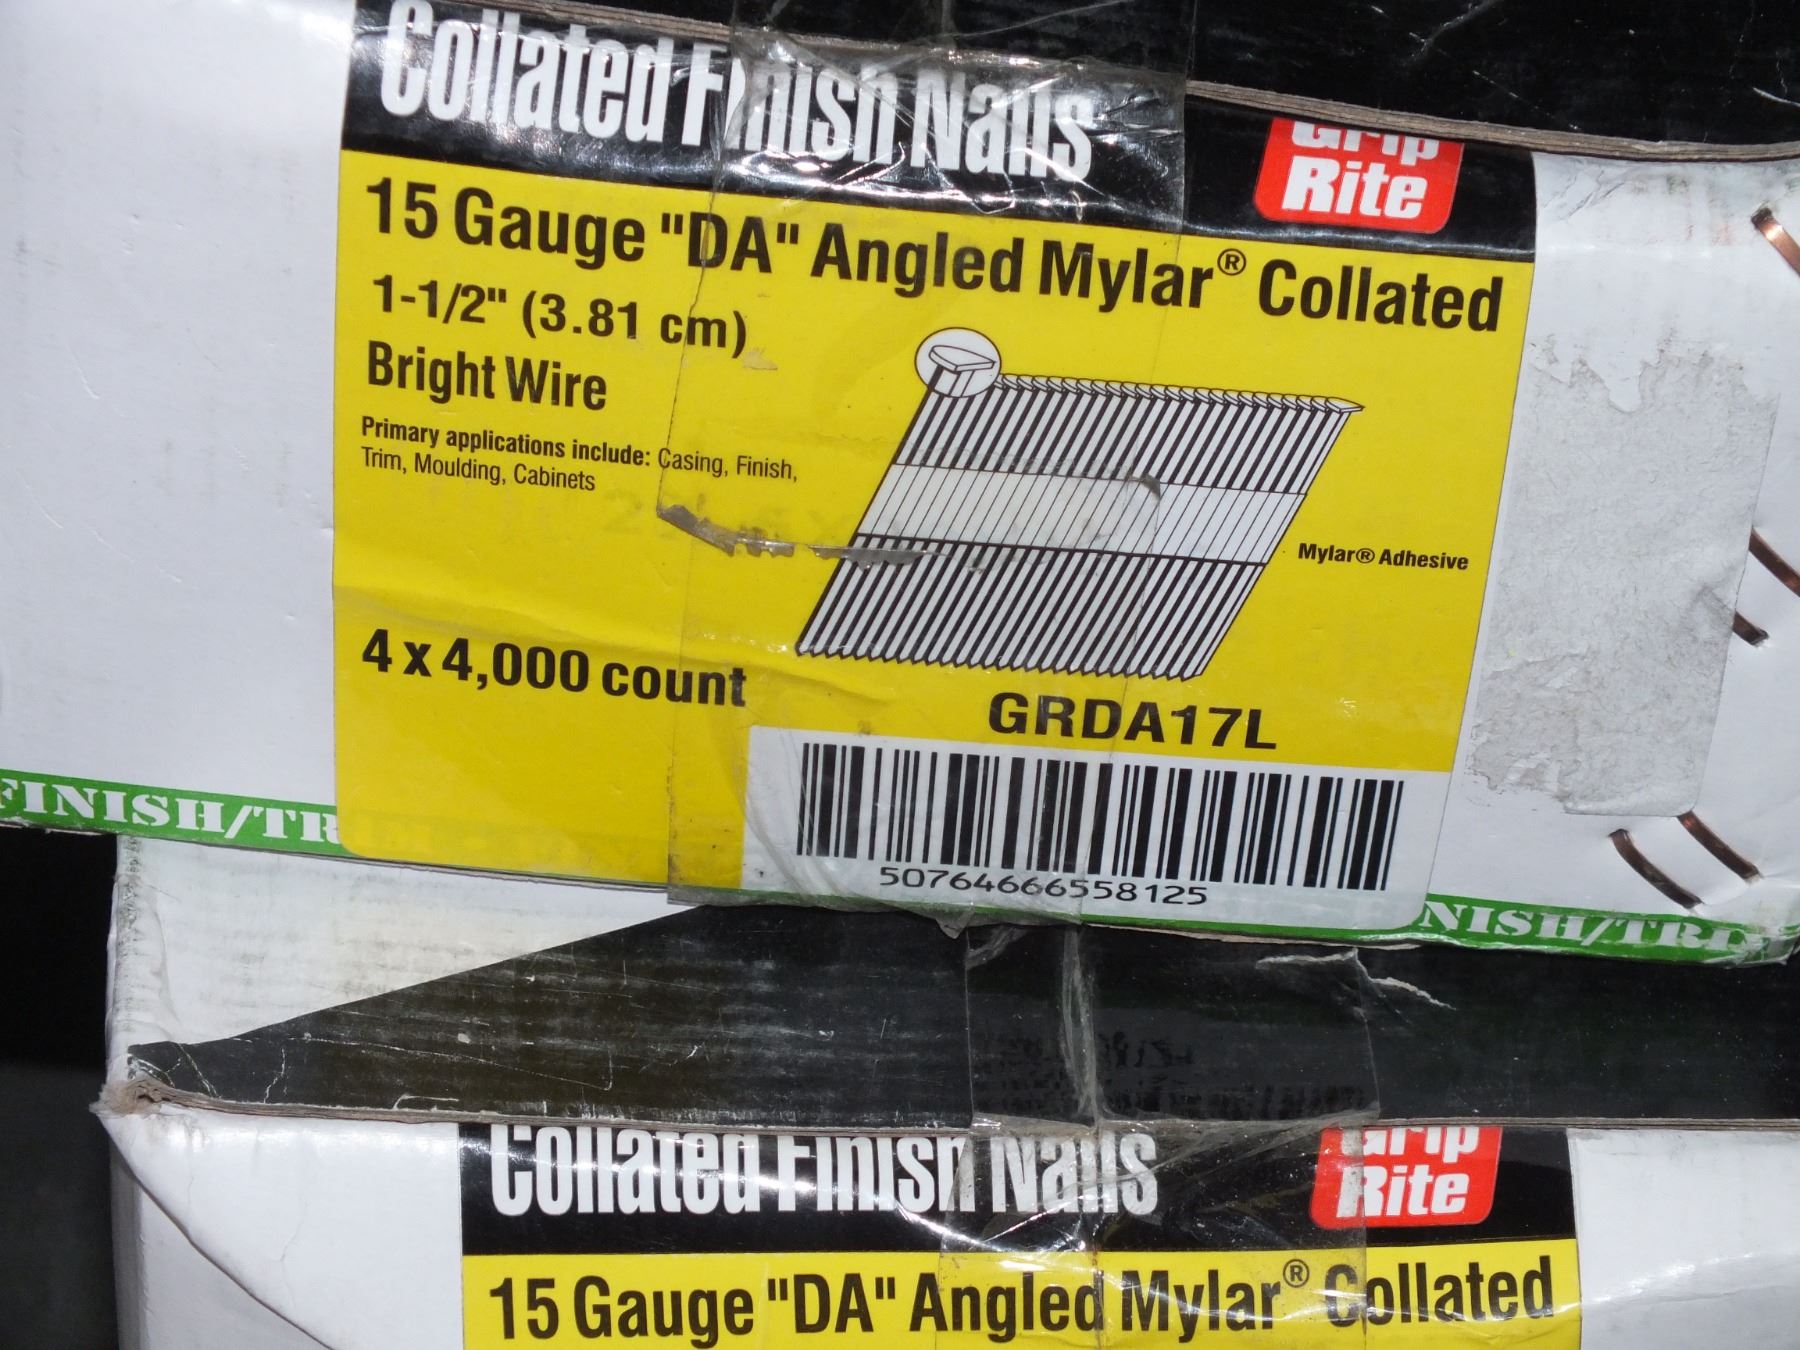 Collated Finish Nails
Grip
Rite
15 Gauge "DA" Angled Mylar® Collated
1-1/2" (3.81 cm)
Bright Wire
Primary applications include: Casing, Finish,
Trim, Moulding, Cabinets
Mylar® Adhesive
4 x 4,000 count
GRDA17L
50764666558125
FINISH/TR
NISH/TRI
Collated Finish Nails
Grip
Rite
15 Gauge "DA" Angled Mylar® Collated